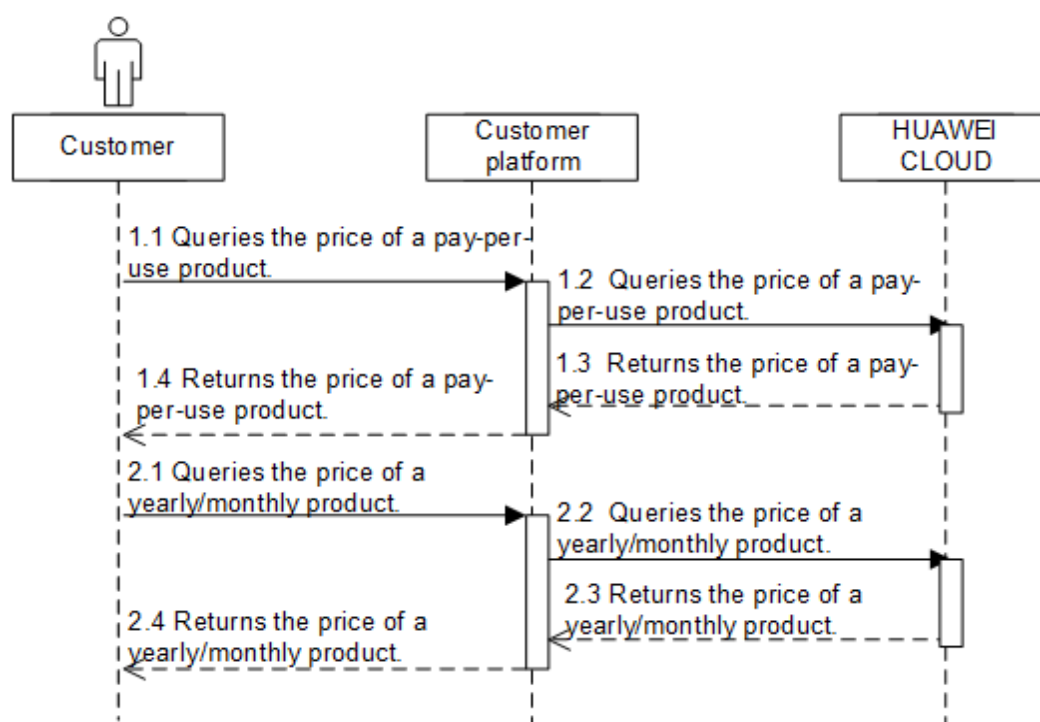 Customer
Customer
platform
HUAWEI
CLOUD
1.1 Queries the price of a pay-per-
use product.
1.2  Queries the price of a pay-
per-use product.
1.3  Returns the price of a pay-
per-use product.
1.4 Returns the price of a pay-
per-use product.
2.1 Queries the price of a
yearly/monthly product.
2.2  Queries the price of a
yearly/monthly product.
2.3 Returns the price of a
yearly/monthly product.
2.4 Returns the price of a
yearly/monthly product.